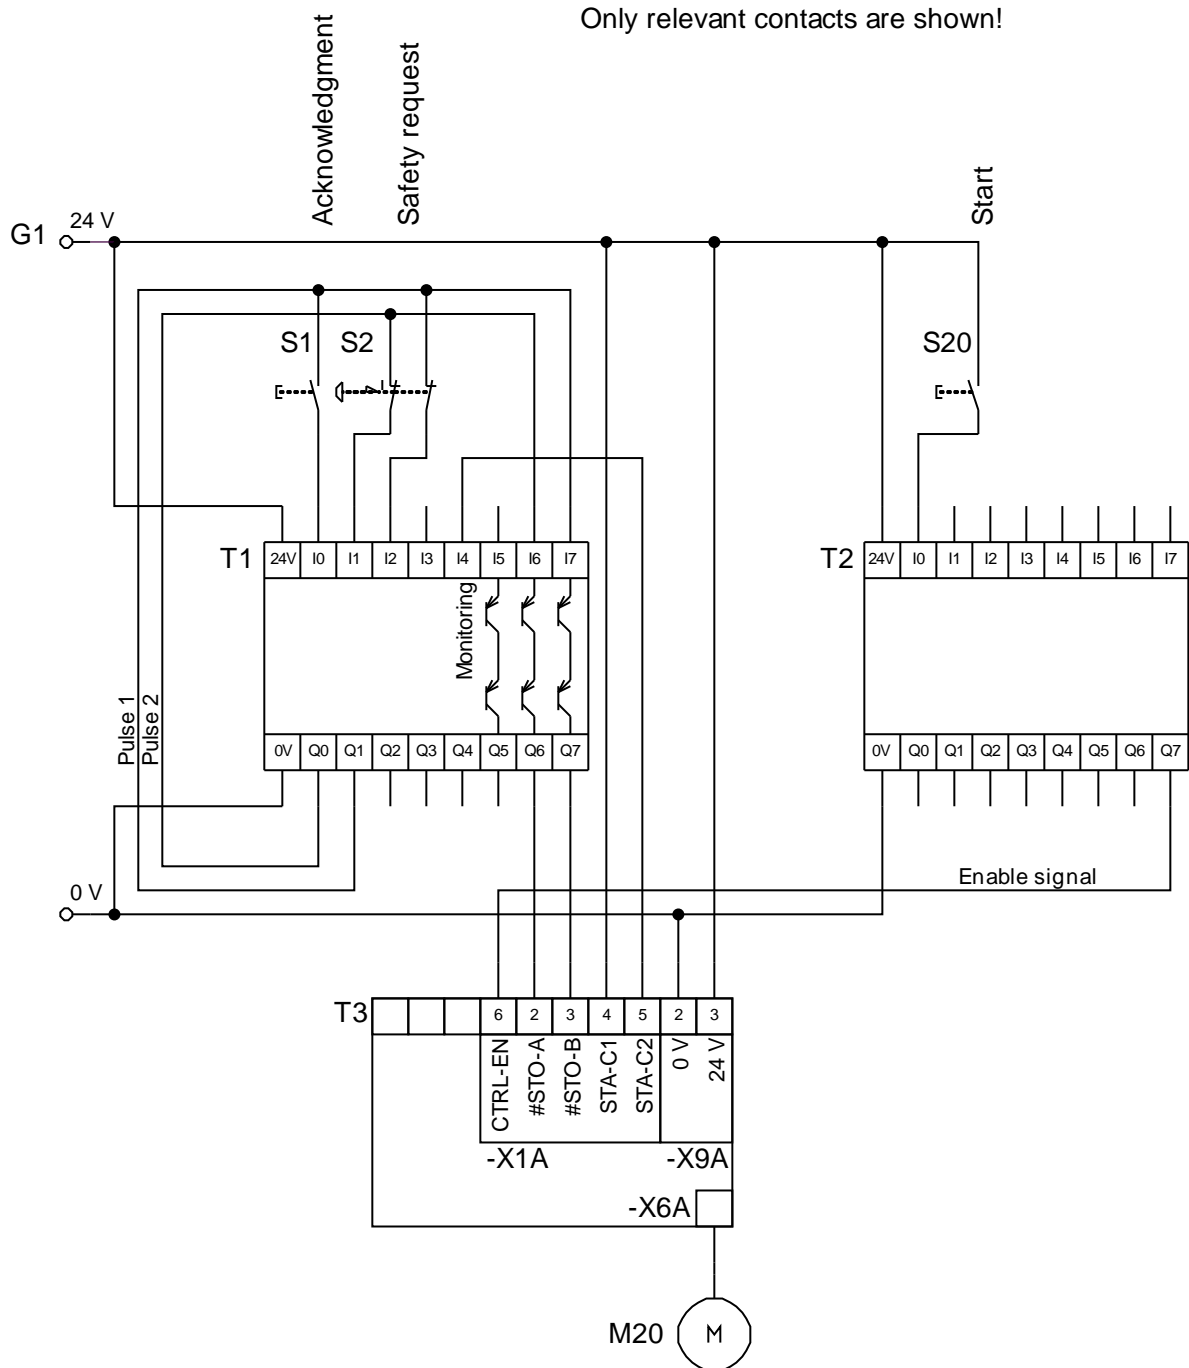 Only relevant contacts are shown!
Acknowledgment
Safety request
Start
G1
24 V
S1
S2
S20
T1
24V I0 I1 I2 I3 I4 I5 I6 I7
T2
24V I0 I1 I2 I3 I4 I5 I6 I7
Monitoring
Pulse 1
Pulse 2
0V Q0 Q1 Q2 Q3 Q4 Q5 Q6 Q7
0V Q0 Q1 Q2 Q3 Q4 Q5 Q6 Q7
Enable signal
0 V
T3
6 2 3 4 5 2 3
CTRL-EN
#STO-A
#STO-B
STA-C1
STA-C2
0 V
24 V
-X1A
-X9A
-X6A
M20
M